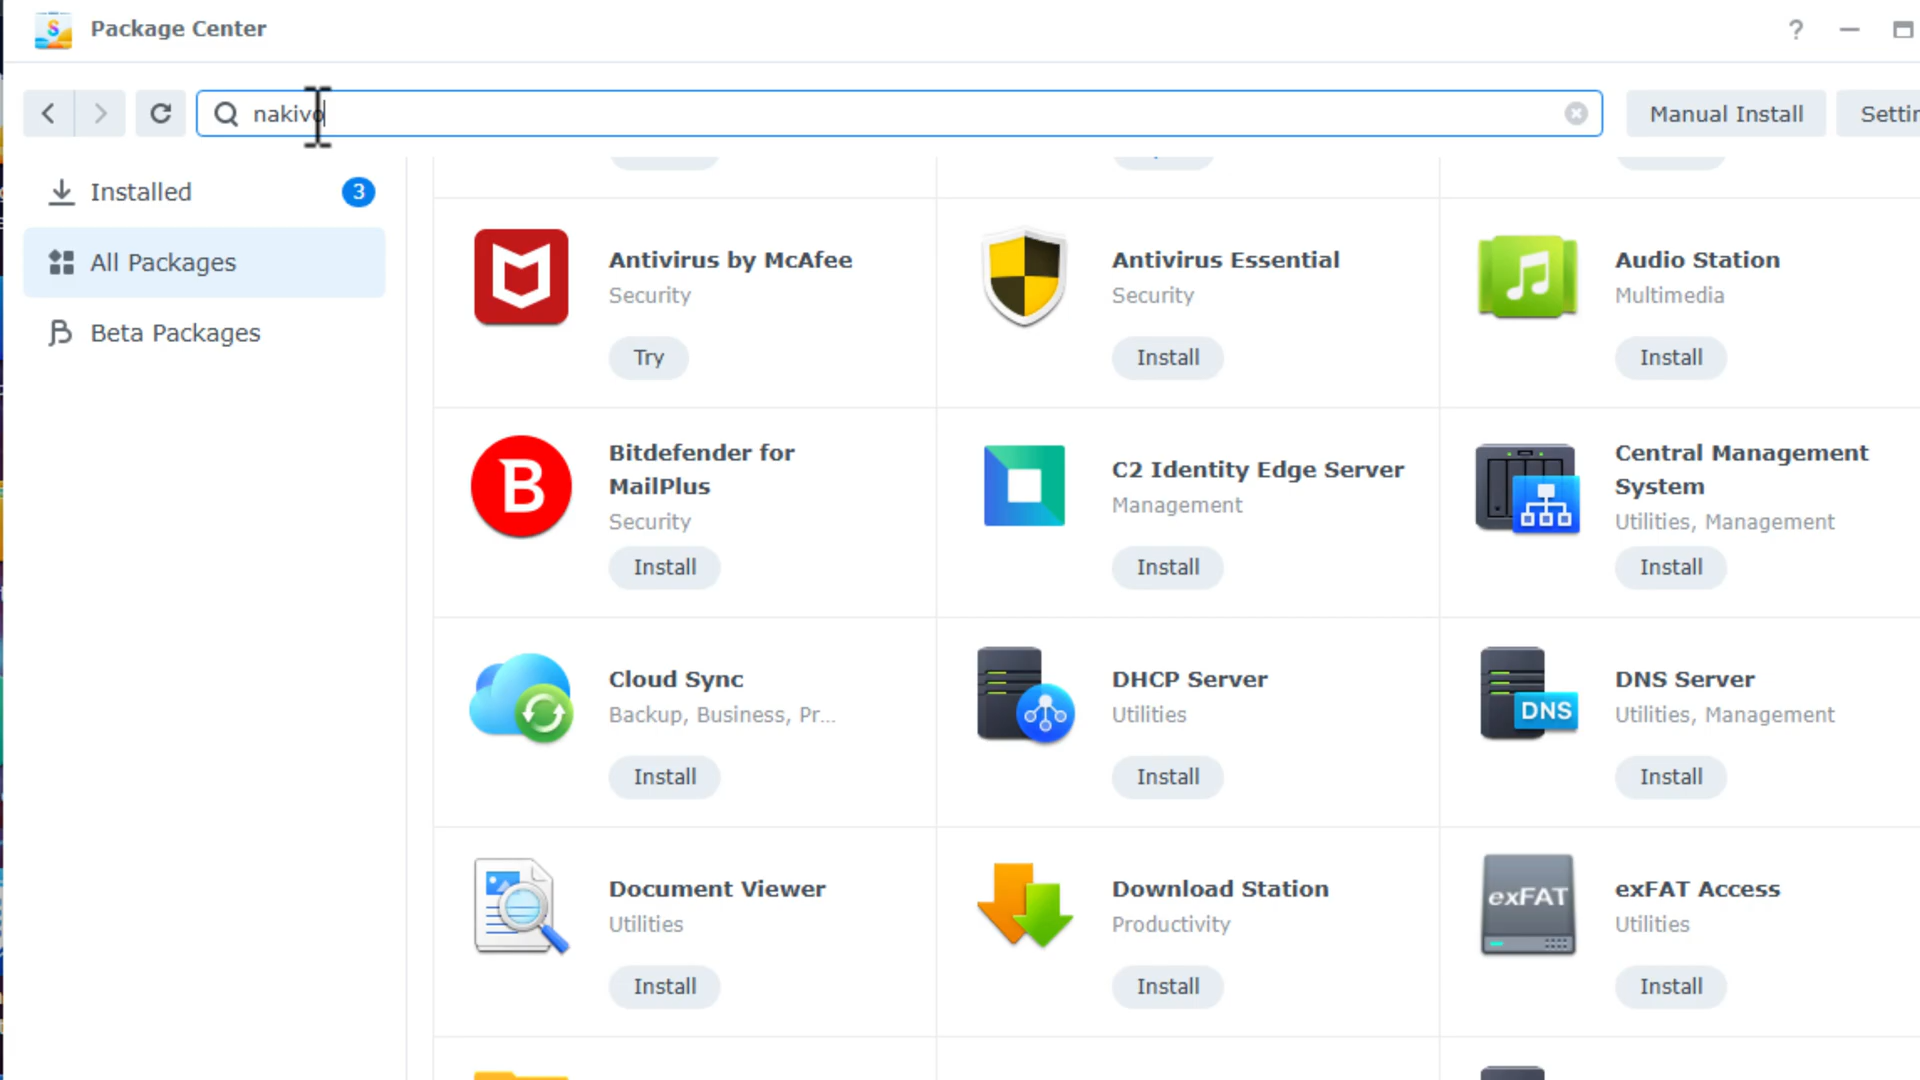 Package Center
nakivo
Manual Install
Settin
Installed
3
All Packages
Beta Packages
Antivirus by McAfee
Security
Try
Antivirus Essential
Security
Install
Audio Station
Multimedia
Install
B
Bitdefender for
MailPlus
Security
Install
C2 Identity Edge Server
Management
Install
Central Management
System
Utilities, Management
Install
Cloud Sync
Backup, Business, Pr...
Install
DHCP Server
Utilities
Install
DNS
DNS Server
Utilities, Management
Install
Document Viewer
Utilities
Install
Download Station
Productivity
Install
exFAT
exFAT Access
Utilities
Install